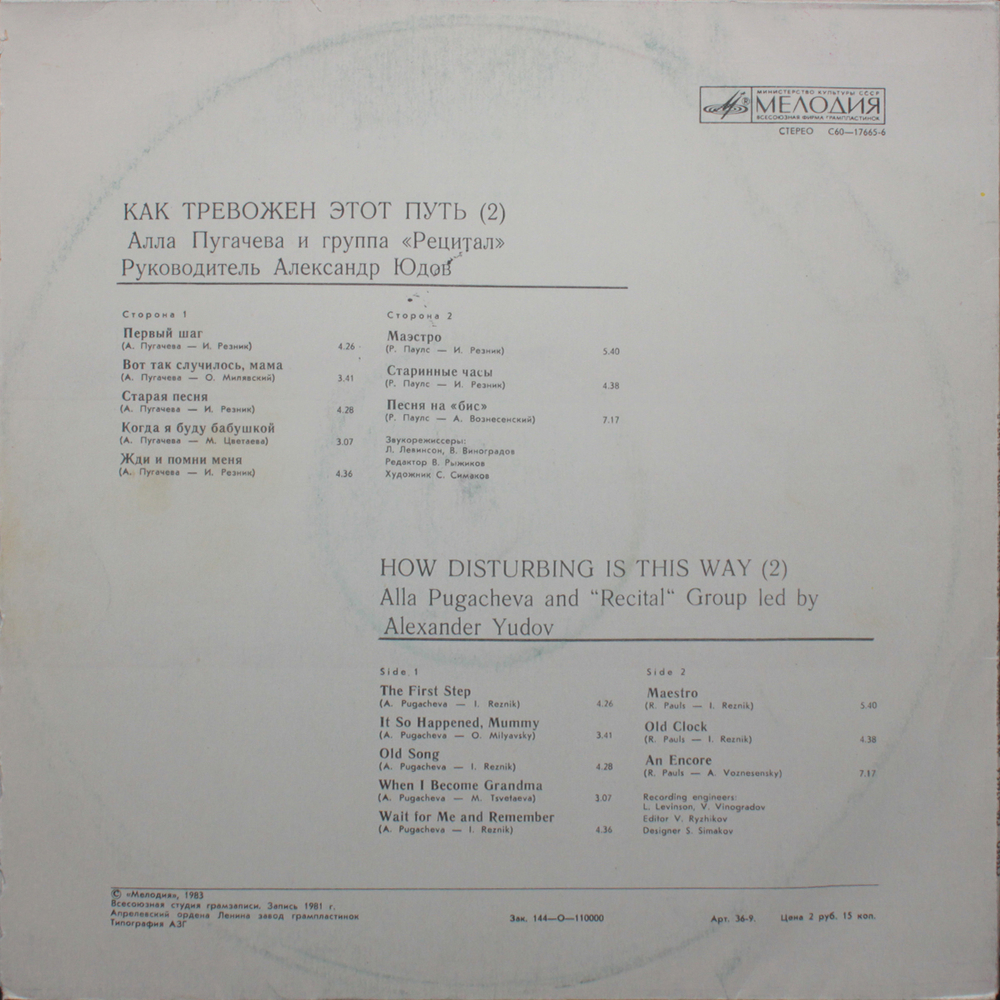 МИНИСТЕРСТВО КУЛЬТУРЫ СССР
МЕЛОДИЯ
ВСЕСОЮЗНАЯ ФИРМА ГРАМПЛАСТИНОК
СТЕРЕО С60—17665-6
КАК ТРЕВОЖЕН ЭТОТ ПУТЬ (2)
Алла Пугачева и группа «Рецитал»
Руководитель Александр Юдов
Сторона 1
Первый шаг
(А. Пугачева — И. Резник) 4.26
Вот так случилось, мама
(А. Пугачева — О. Милявский) 3.41
Старая песня
(А. Пугачева — И. Резник) 4.28
Когда я буду бабушкой
(А. Пугачева — М. Цветаева) 3.07
Жди и помни меня
(А. Пугачева — И. Резник) 4.36
Сторона 2
Маэстро
(Р. Паулс — И. Резник) 5.40
Старинные часы
(Р. Паулс — И. Резник) 4.38
Песня на «бис»
(Р. Паулс — А. Вознесенский) 7.17
Звукорежиссеры:
Л. Левинсон, В. Виноградов
Редактор В. Рыжиков
Художник С. Симаков
HOW DISTURBING IS THIS WAY (2)
Alla Pugacheva and "Recital" Group led by
Alexander Yudov
Side 1
The First Step
(A. Pugacheva — I. Reznik) 4.26
It So Happened, Mummy
(A. Pugacheva — O. Milyavsky) 3.41
Old Song
(A. Pugacheva — I. Reznik) 4.28
When I Become Grandma
(A. Pugacheva — M. Tsvetaeva) 3.07
Wait for Me and Remember
(A. Pugacheva — I. Reznik) 4.36
Side 2
Maestro
(R. Pauls — I. Reznik) 5.40
Old Clock
(R. Pauls — I. Reznik) 4.38
An Encore
(R. Pauls — A. Voznesensky) 7.17
Recording engineers:
L. Levinson, V. Vinogradov
Editor V. Ryzhikov
Designer S. Simakov
© «Мелодия», 1983
Всесоюзная студия грамзаписи. Запись 1981 г.
Апрелевский ордена Ленина завод грампластинок
Типография АЗГ
Зак. 144—О—110000
Арт. 36-9. Цена 2 руб. 15 коп.